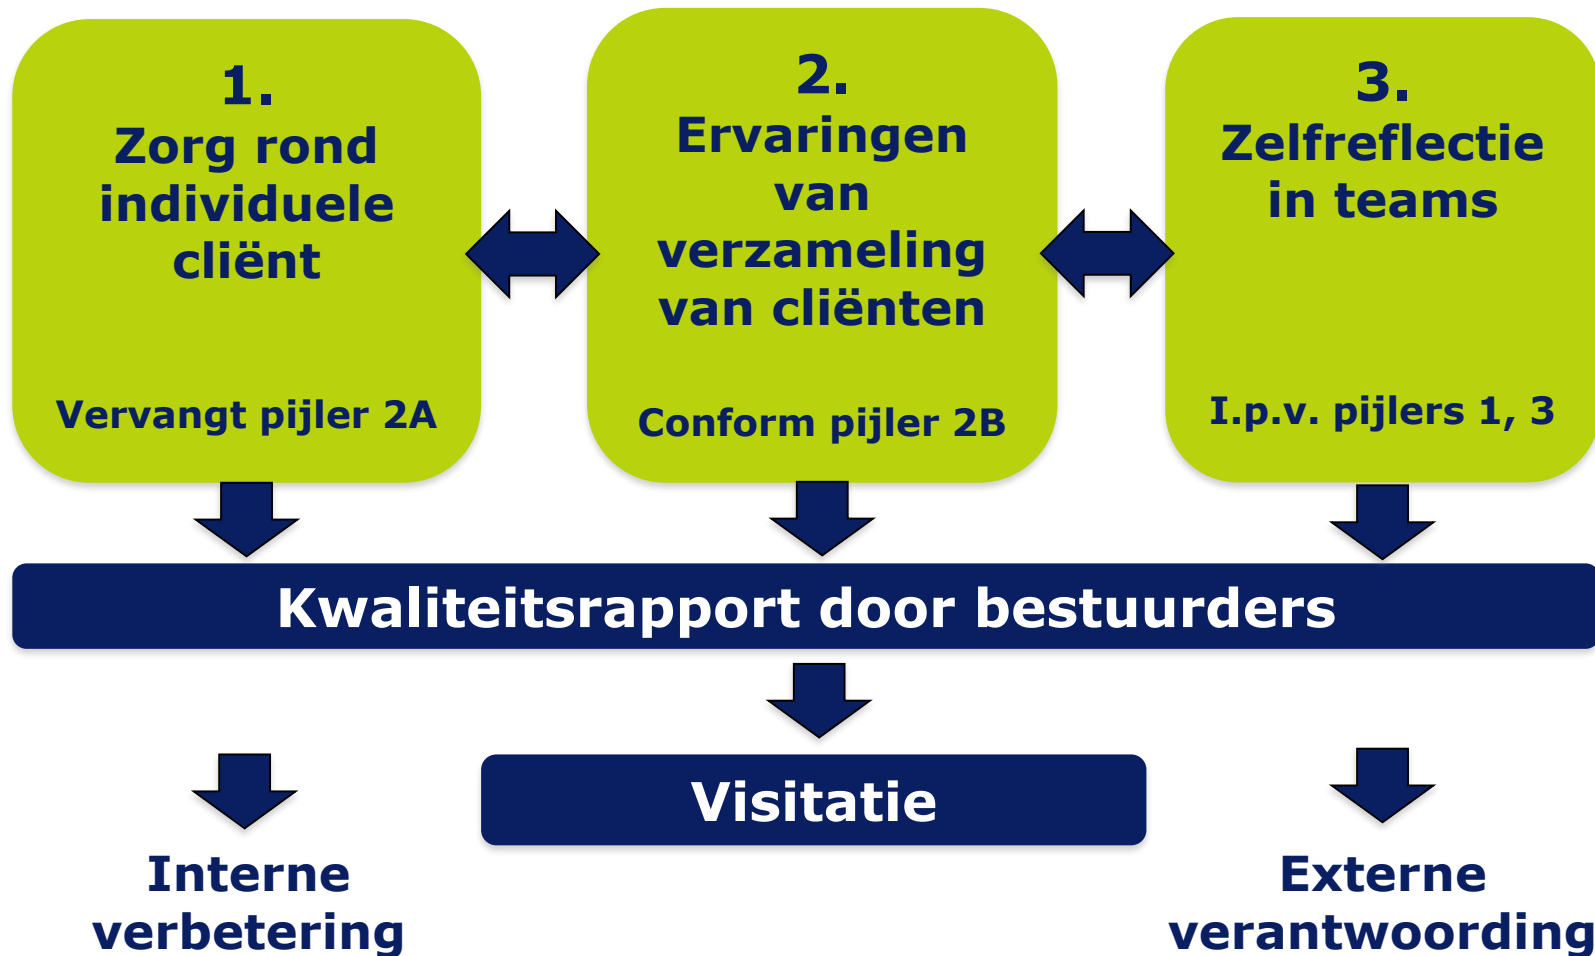 1.
Zorg rond
individuele
cliënt
Vervangt pijler 2A
2.
Ervaringen
van
verzameling
van cliënten
Conform pijler 2B
3.
Zelfreflectie
in teams
I.p.v. pijlers 1, 3
Kwaliteitsrapport door bestuurders
Visitatie
Interne
verbetering
Externe
verantwoording